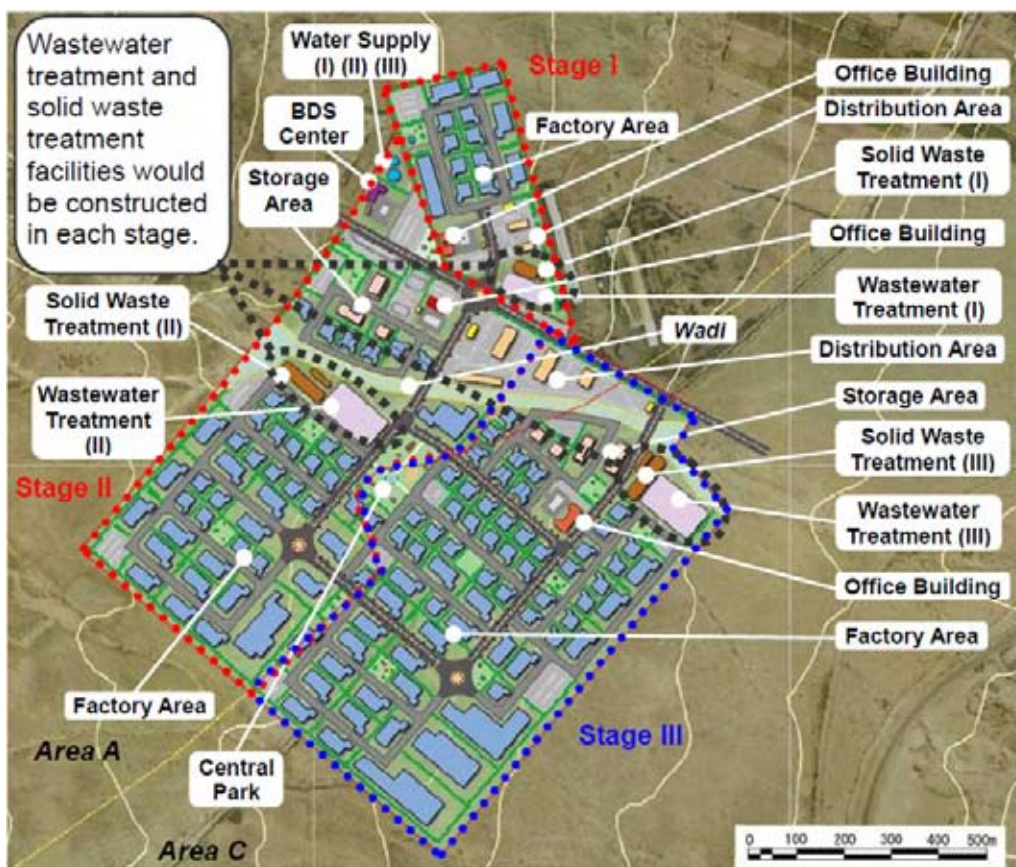 Wastewater
treatment and
solid waste
treatment
facilities would
be constructed
in each stage.
Water Supply
(I) (II) (III)
Stage I
Office Building
Distribution Area
BDS
Center
Factory Area
Solid Waste
Treatment (I)
Storage
Area
Office Building
Solid Waste
Treatment (II)
Wastewater
Treatment (I)
Wadi
Distribution Area
Wastewater
Treatment
(II)
Storage Area
Solid Waste
Treatment (III)
Stage II
Wastewater
Treatment (III)
Office Building
Factory Area
Factory Area
Stage III
Area A
Central
Park
Area C
0 100 200 300 400 500m